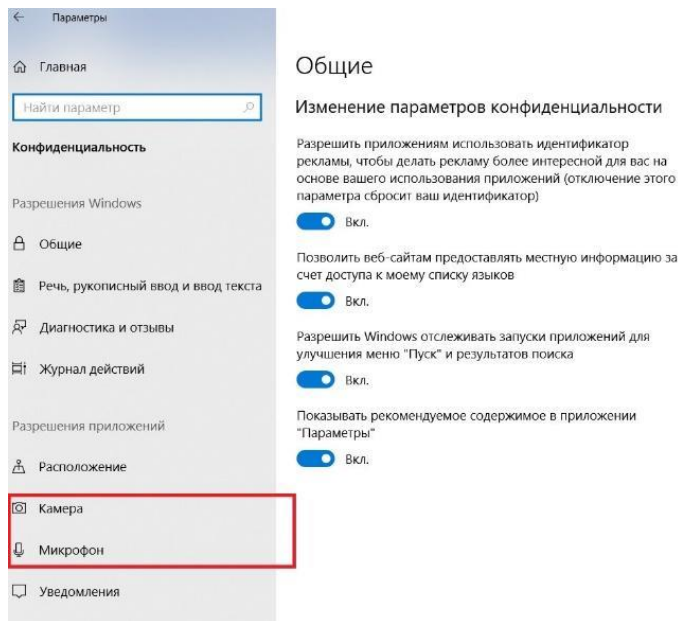 Параметры
Главная
Найти параметр
Конфиденциальность
Разрешения Windows
Общие
Речь, рукописный ввод и ввод текста
Диагностика и отзывы
Журнал действий
Разрешения приложений
Расположение
Камера
Микрофон
Уведомления
Общие
Изменение параметров конфиденциальности
Разрешить приложениям использовать идентификатор
рекламы, чтобы делать рекламу более интересной для вас на
основе вашего использования приложений (отключение этого
параметра сбросит ваш идентификатор)
Вкл.
Позволить веб-сайтам предоставлять местную информацию за
счет доступа к моему списку языков
Вкл.
Разрешить Windows отслеживать запуски приложений для
улучшения меню "Пуск" и результатов поиска
Вкл.
Показывать рекомендуемое содержимое в приложении
"Параметры"
Вкл.